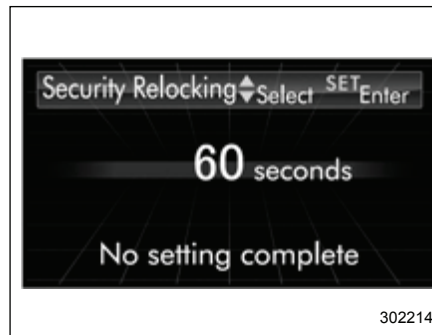 Security Relocking Select SET Enter
60 seconds
No setting complete
302214